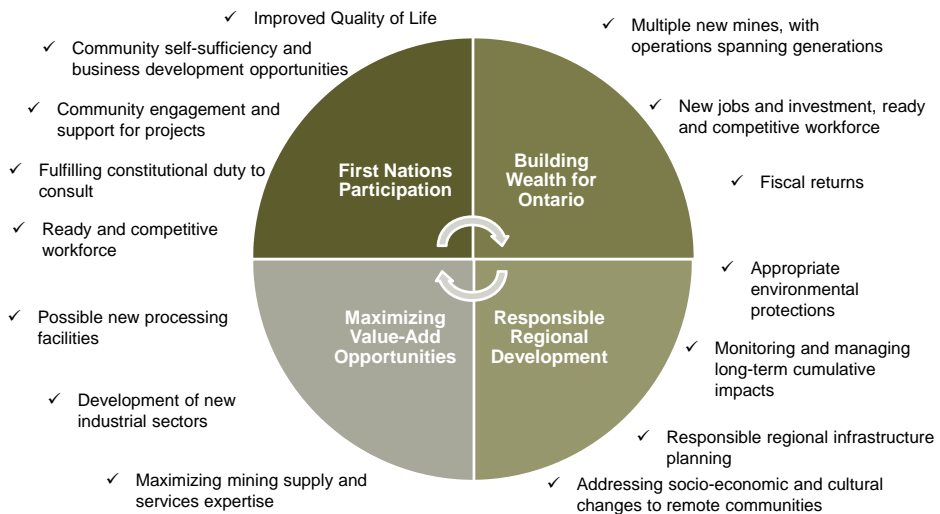 ✓ Improved Quality of Life
✓ Community self-sufficiency and
business development opportunities
✓ Community engagement and
support for projects
✓ Fulfilling constitutional duty to
consult
✓ Ready and competitive
workforce
First Nations
Participation
Building
Wealth for
Ontario
✓ Multiple new mines, with
operations spanning generations
✓ New jobs and investment, ready
and competitive workforce
✓ Fiscal returns
✓ Possible new processing
facilities
✓ Development of new
industrial sectors
✓ Maximizing mining supply and
services expertise
Maximizing
Value-Add
Opportunities
Responsible
Regional
Development
✓ Appropriate
environmental
protections
✓ Monitoring and managing
long-term cumulative
impacts
✓ Responsible regional infrastructure
planning
✓ Addressing socio-economic and cultural
changes to remote communities